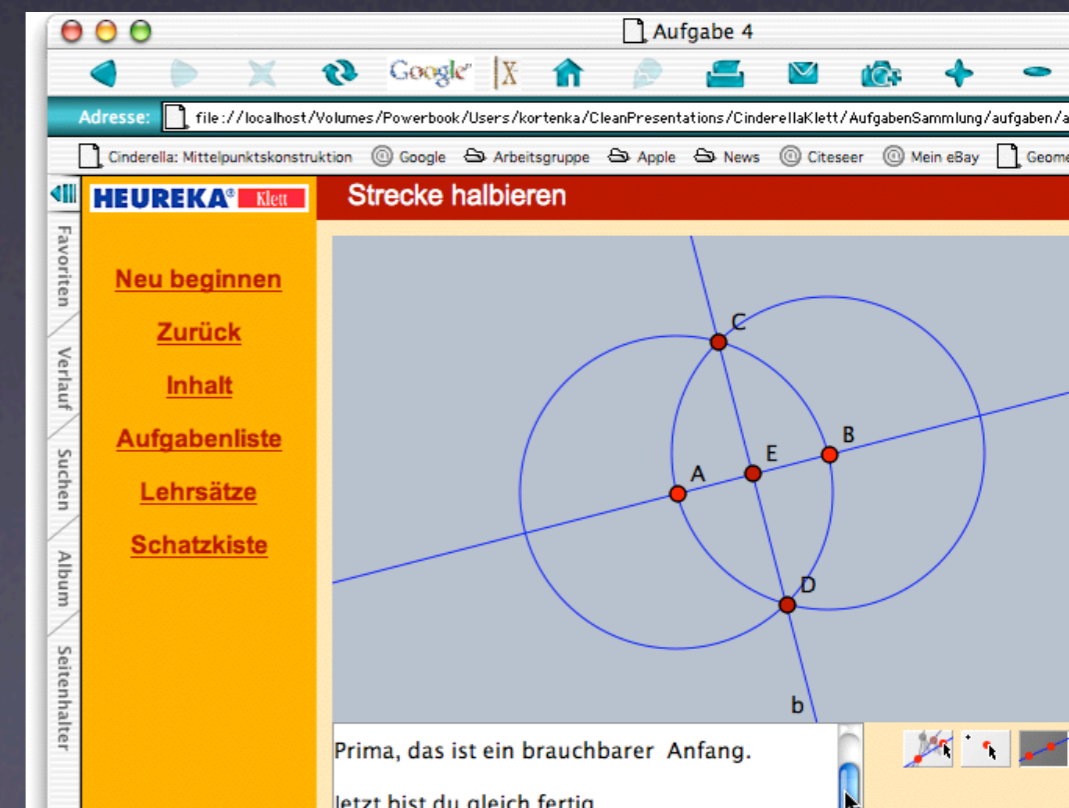 Aufgabe 4
Google
Adresse: file://localhost/Volumes/Powerbook/Users/kortenka/CleanPresentations/CinderellaKlett/AufgabenSammlung/aufgaben/a
Cinderella: Mittelpunktskonstruktion Google Arbeitsgruppe Apple News Citeseer Mein eBay Geome
HEUREKA® Klett
Strecke halbieren
Favoriten
Verlauf
Suchen
Album
Seitenhalter
Neu beginnen
Zurück
Inhalt
Aufgabenliste
Lehrsätze
Schatzkiste
C
B
E
A
D
b
Prima, das ist ein brauchbarer Anfang.
Jetzt bist du gleich fertig